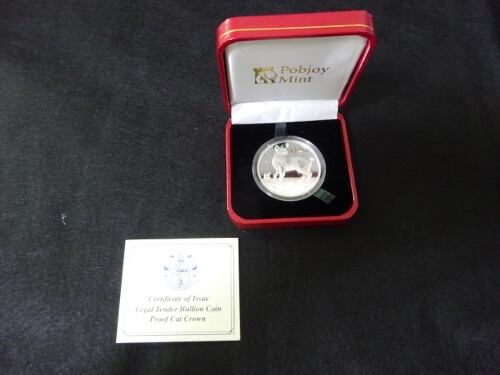 Pobjoy
Mint
Certificate of Issue
Legal Tender Bullion Coin
Proof Cat Crown